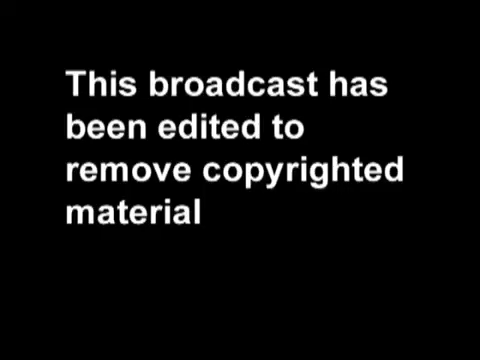 This broadcast has
been edited to
remove copyrighted
material